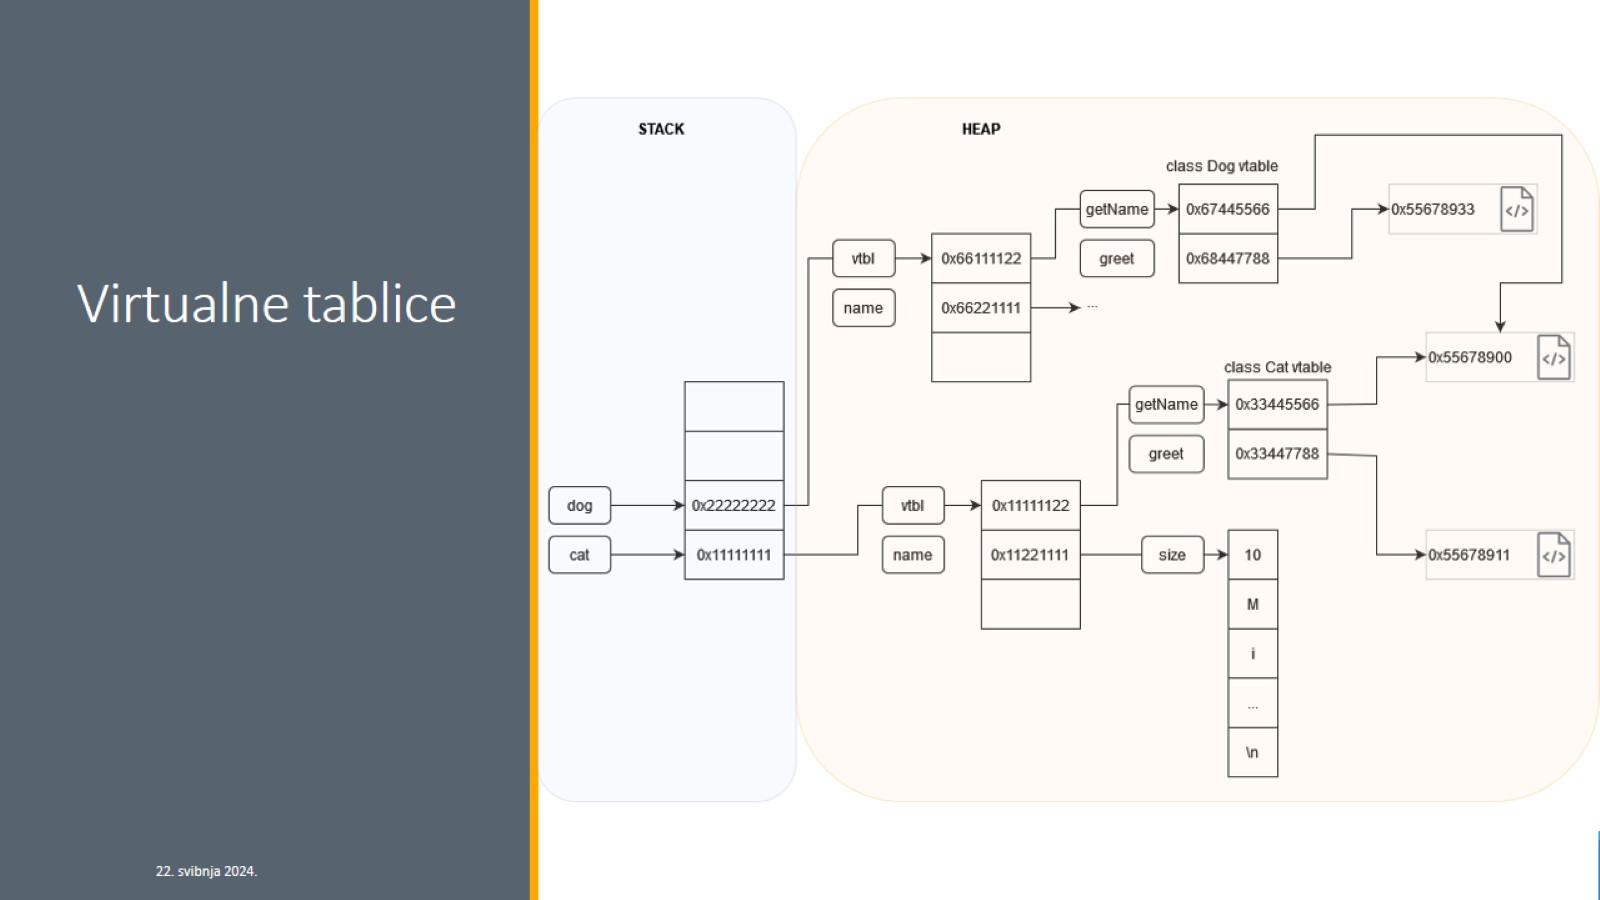 Virtualne tablice
22. svibnja 2024.
STACK
HEAP
class Dog vtable
getName
0x67445566
0x55678933
</>
vtbl
0x66111122
greet
0x68447788
name
0x66221111
...
0x55678900
</>
class Cat vtable
getName
0x33445566
greet
0x33447788
dog
0x22222222
vtbl
0x11111122
cat
0x11111111
name
0x11221111
size
10
0x55678911
</>
M
i
...
\n